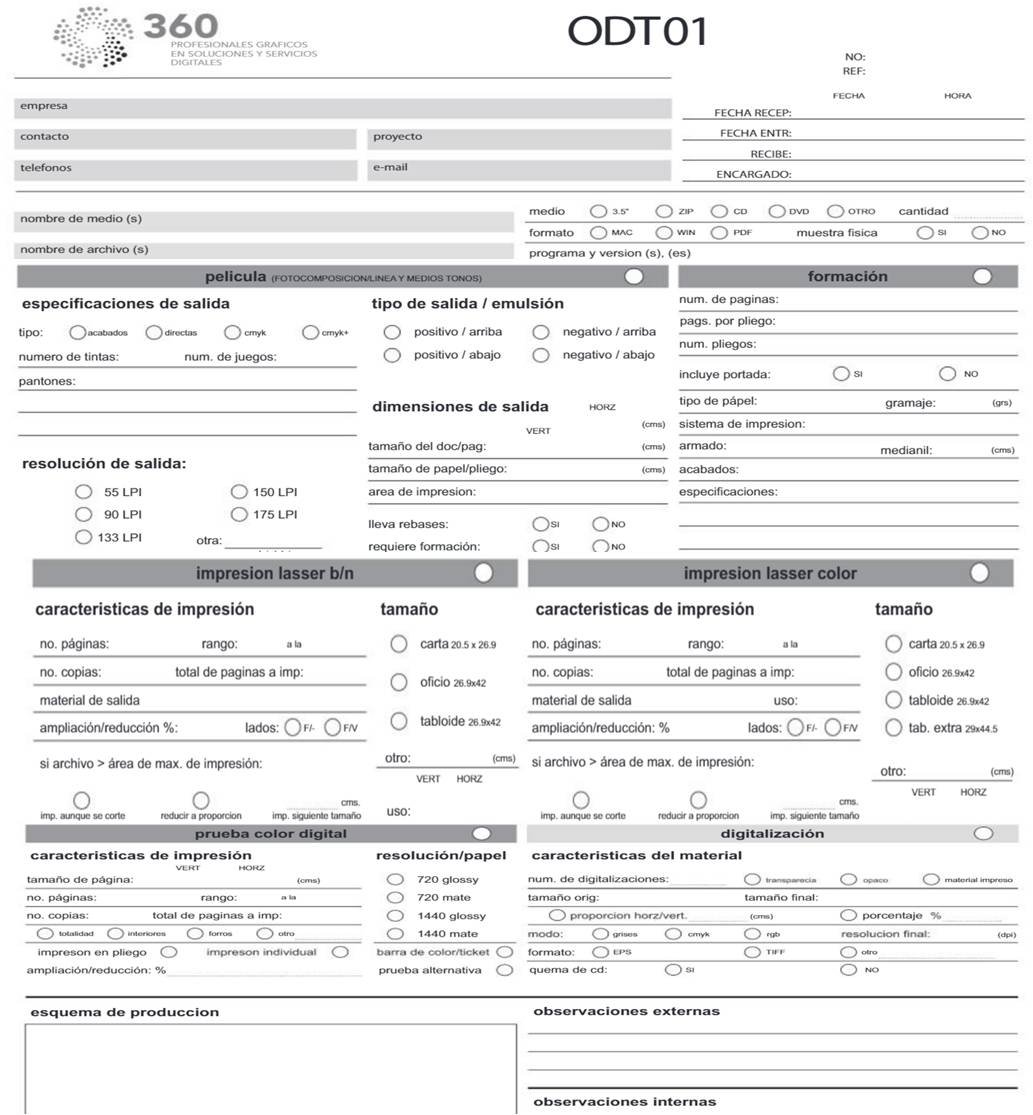 360
PROFESIONALES GRAFICOS
EN SOLUCIONES Y SERVICIOS
DIGITALES
ODT01
NO:
REF:
FECHA HORA
empresa
FECHA RECEP:
contacto proyecto
FECHA ENTR:
RECIBE:
telefonos e-mail
ENCARGADO:
nombre de medio (s)
medio 3.5" ZIP CD DVD OTRO cantidad
formato MAC WIN PDF muestra fisica SI NO
nombre de archivo (s)
programa y version (s), (es)
pelicula (FOTOCOMPOSICION/LINEA Y MEDIOS TONOS)
especificaciones de salida
tipo: acabados directas cmyk cmyk+
numero de tintas: num. de juegos:
pantones:
resolución de salida:
55 LPI 150 LPI
90 LPI 175 LPI
133 LPI otra:
tipo de salida / emulsión
positivo / arriba negativo / arriba
positivo / abajo negativo / abajo
dimensiones de salida HORZ
VERT (cms)
tamaño del doc/pag: (cms)
tamaño de papel/pliego: (cms)
area de impresion:
lleva rebases: SI NO
requiere formación: SI NO
formación
num. de paginas:
pags. por pliego:
num. pliegos:
incluye portada: SI NO
tipo de pápel: gramaje: (grs)
sistema de impresion:
armado: medianil: (cms)
acabados:
especificaciones:
impresion lasser b/n
caracteristicas de impresión
no. páginas: rango: a la
no. copias: total de paginas a imp:
material de salida
ampliación/reducción %: lados: F/- F/V
si archivo > área de max. de impresión:
cms.
imp. aunque se corte reducir a proporcion imp. siguiente tamaño
tamaño
carta 20.5 x 26.9
oficio 26.9x42
tabloide 26.9x42
otro: (cms)
VERT HORZ
uso:
impresion lasser color
caracteristicas de impresión
no. páginas: rango: a la
no. copias: total de paginas a imp:
material de salida uso:
ampliación/reducción: % lados: F/- F/V
si archivo > área de max. de impresión:
cms.
imp. aunque se corte reducir a proporcion imp. siguiente tamaño
tamaño
carta 20.5 x 26.9
oficio 26.9x42
tabloide 26.9x42
tab. extra 29x44.5
otro: (cms)
VERT HORZ
prueba color digital
caracteristicas de impresión
VERT HORZ
tamaño de página: (cms)
no. páginas: rango: a la
no. copias: total de paginas a imp:
totalidad interiores forros otro
impreson en pliego impreson individual
ampliación/reducción: %
resolución/papel
720 glossy
720 mate
1440 glossy
1440 mate
barra de color/ticket
prueba alternativa
digitalización
caracteristicas del material
num. de digitalizaciones: transparecia opaco material impreso
tamaño orig: tamaño final:
proporcion horz/vert. (cms) porcentaje %
modo: grises cmyk rgb resolucion final: (dpi)
formato: EPS TIFF otro
quema de cd: SI NO
esquema de produccion
observaciones externas
observaciones internas